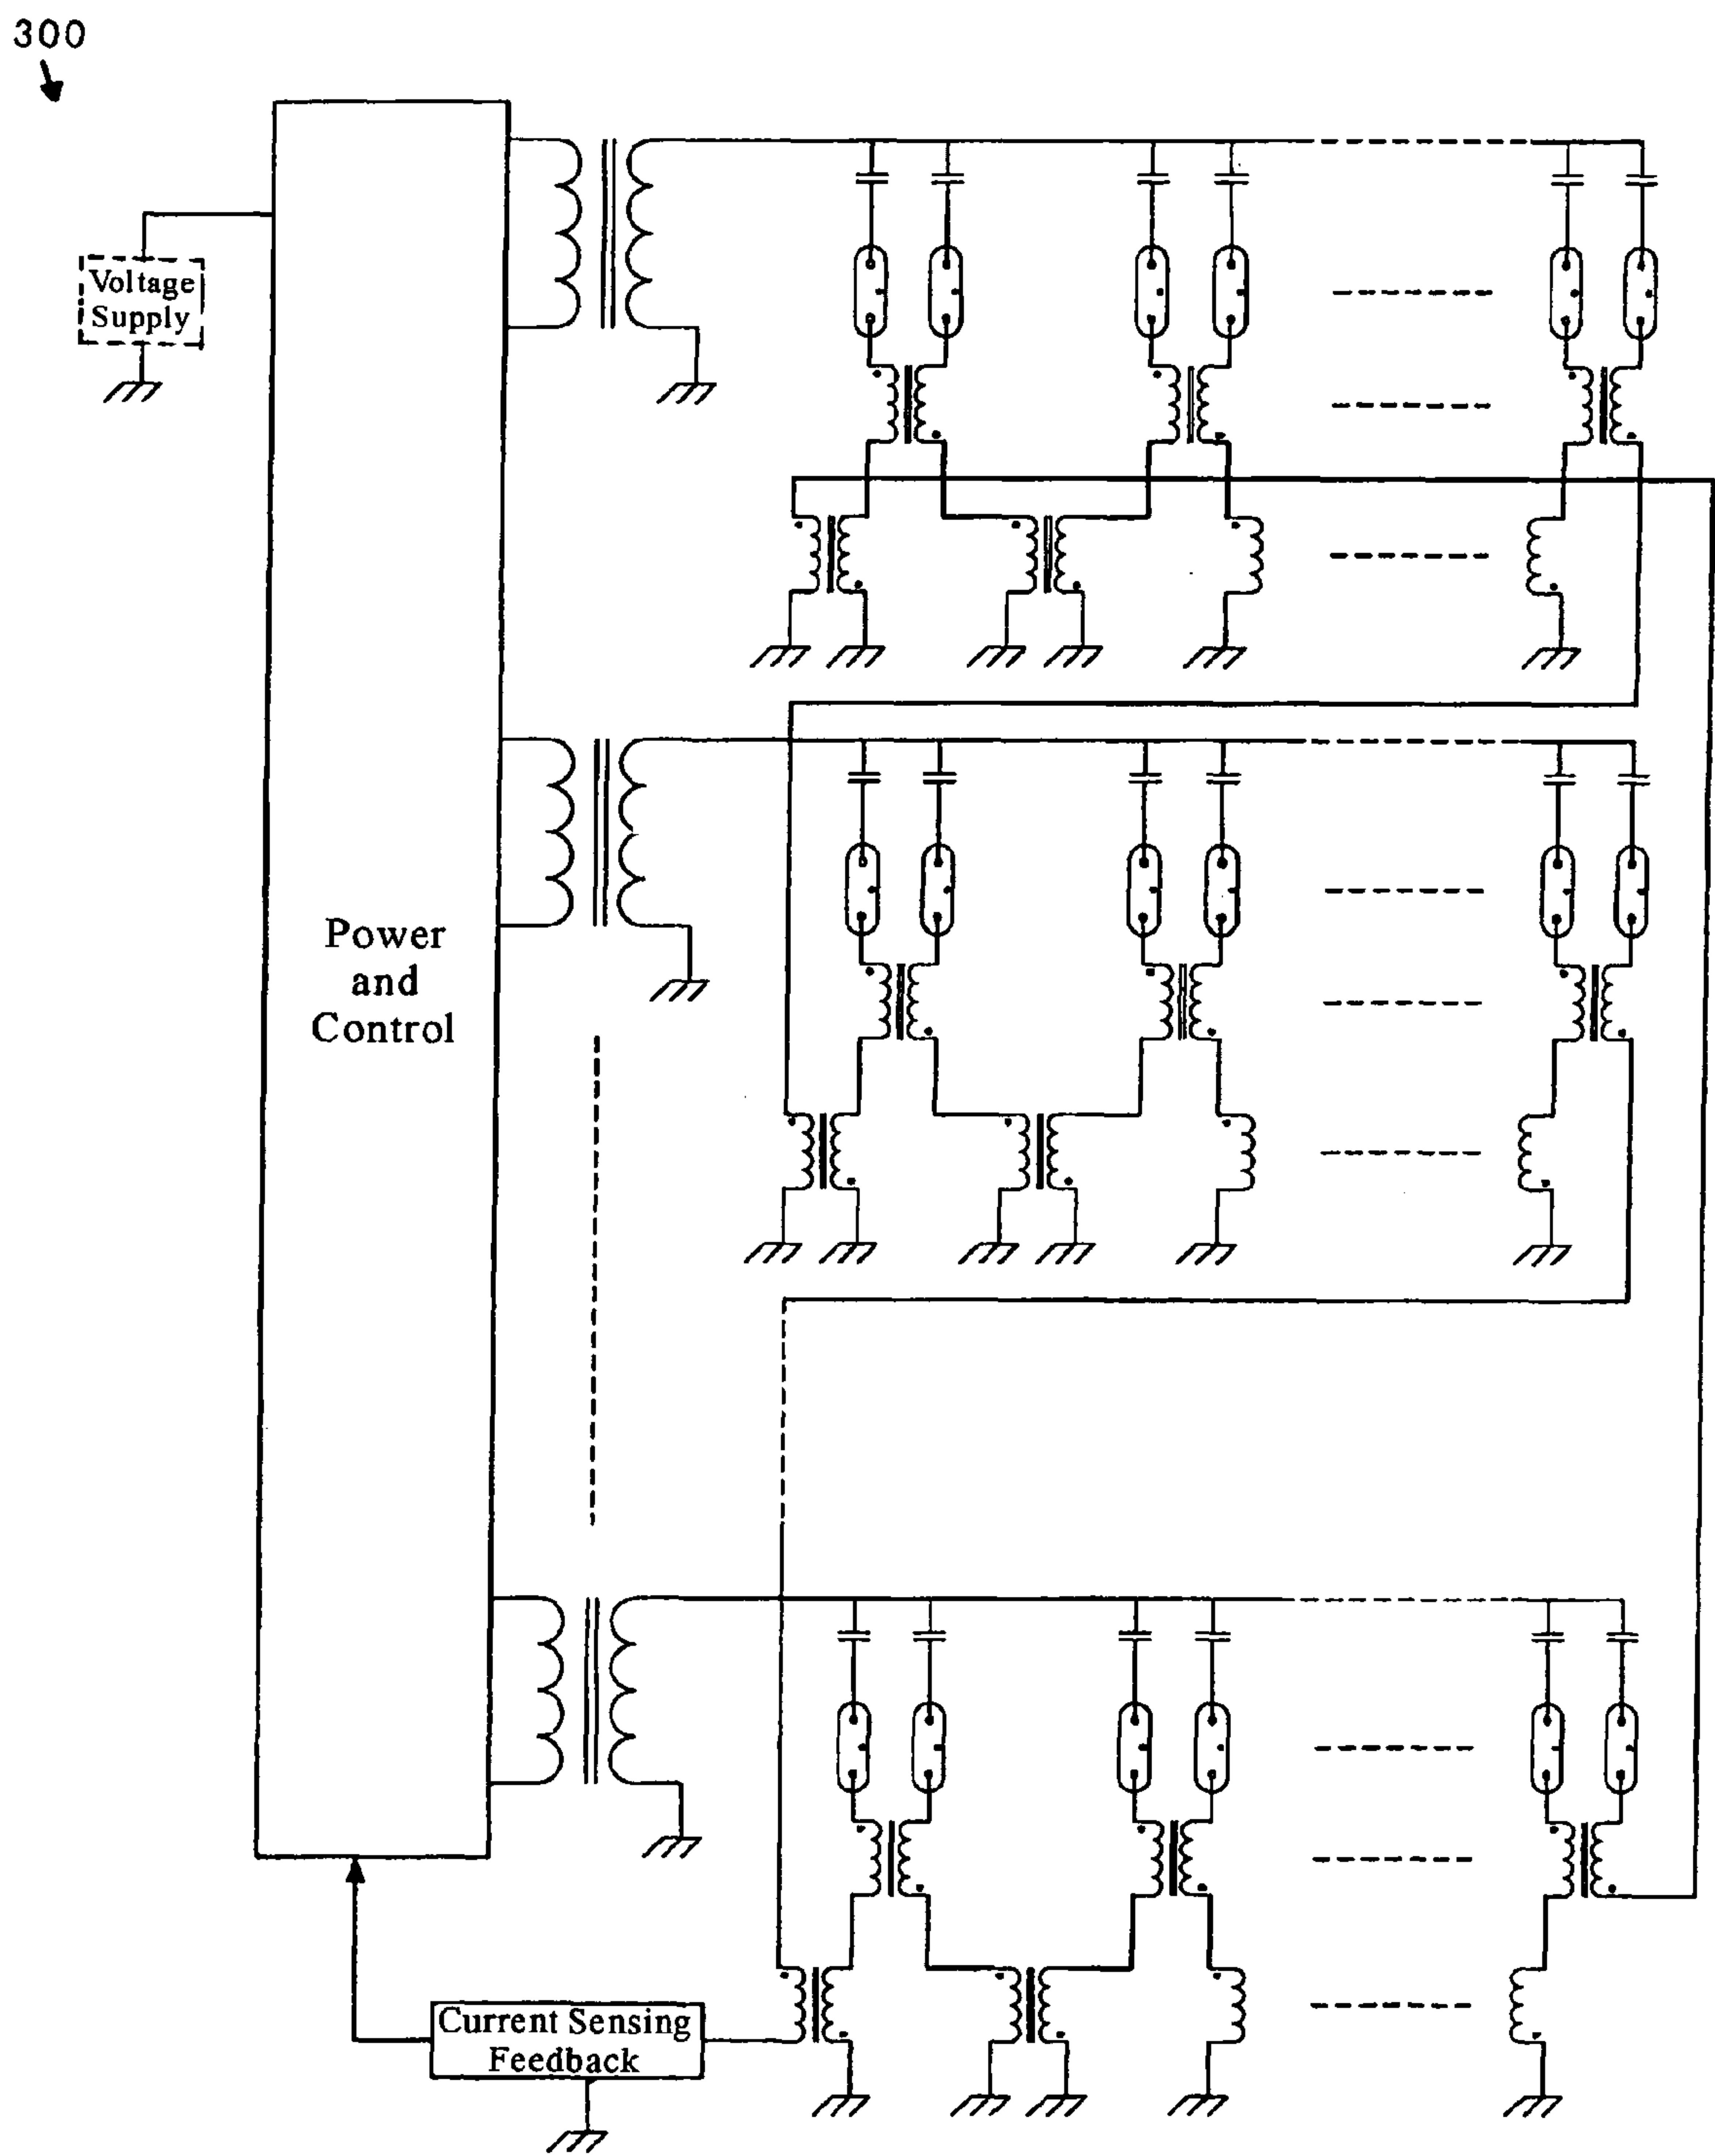 300
Voltage
Supply
Power
and
Control
Current Sensing
Feedback